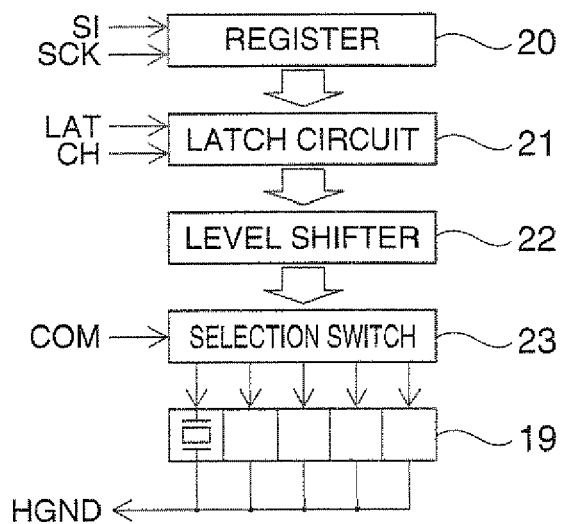 SI
SCK
REGISTER
20
LAT
CH
LATCH CIRCUIT
21
LEVEL SHIFTER
22
COM
SELECTION SWITCH
23
19
HGND